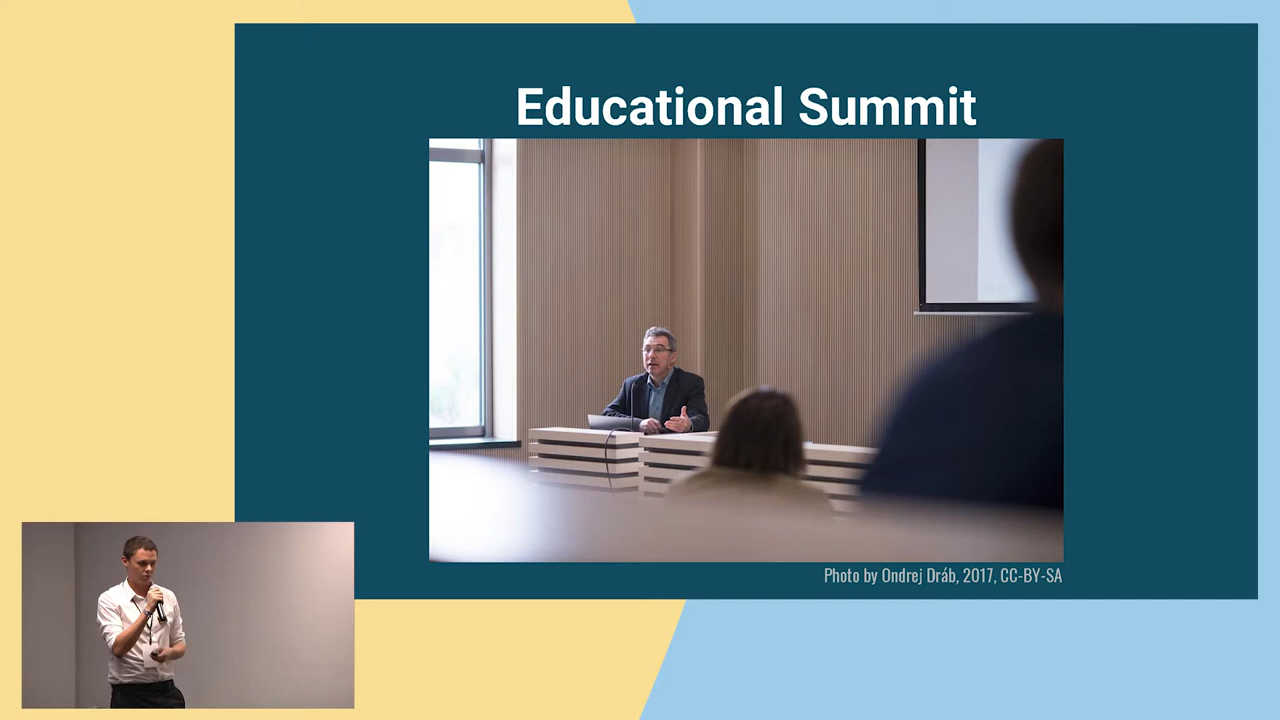 Educational Summit
Photo by Ondrej Dráb, 2017, CC-BY-SA